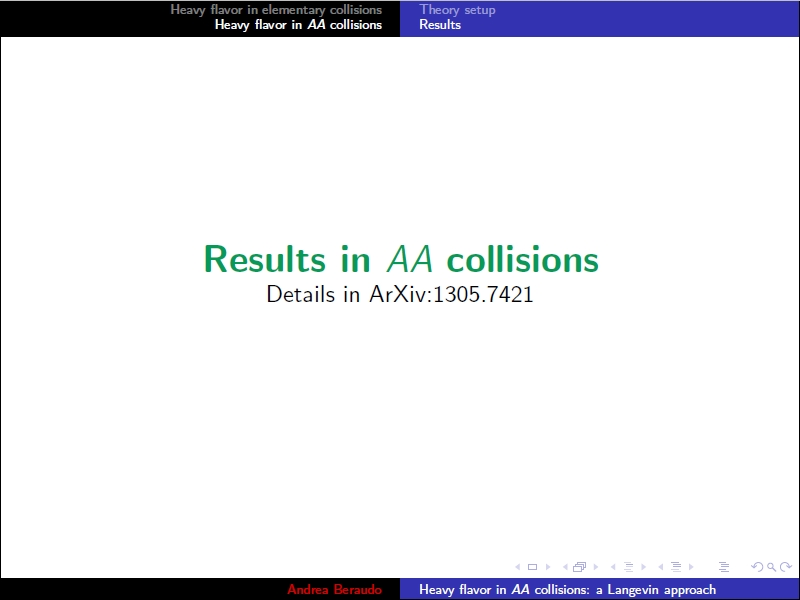 Heavy flavor in elementary collisions
Heavy flavor in AA collisions
Theory setup
Results
Results in AA collisions
Details in ArXiv:1305.7421
Andrea Beraudo
Heavy flavor in AA collisions: a Langevin approach